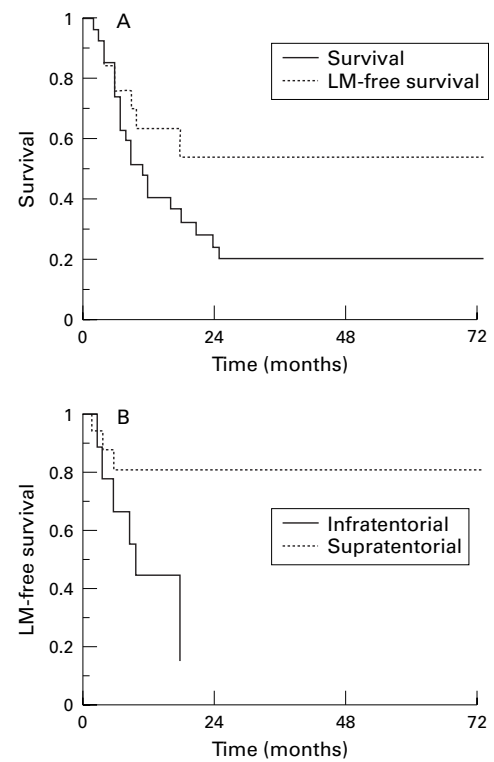 A
1
0.8
0.6
0.4
0.2
0
Survival
Survival
LM-free survival
0
24
48
72
Time (months)
B
1
0.8
0.6
0.4
0.2
0
LM-free survival
Infratentorial
Supratentorial
0
24
48
72
Time (months)